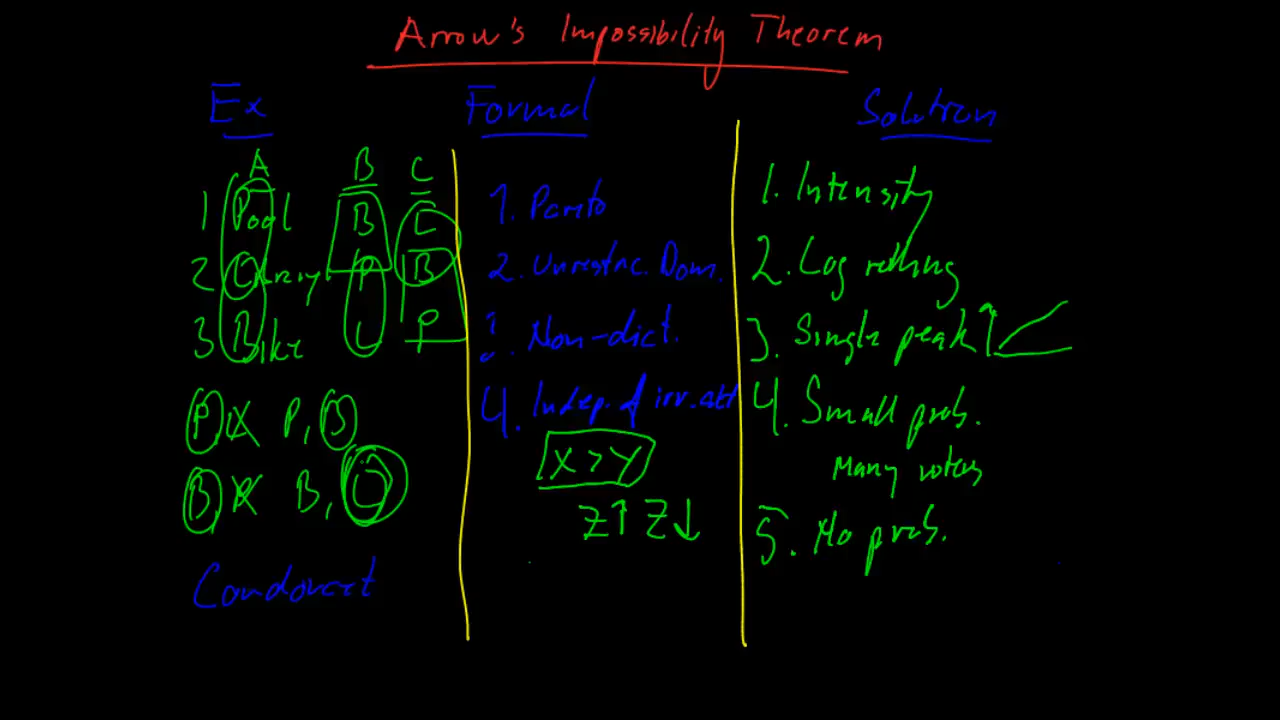 Arrow's Impossibility Theorem
Ex
A B C
1 Pool B L
2 B
3 Bike L P
P, X P, B
B, X B,
Condorcet
Formal
1. Pareto
2. Unrestric. Dom.
3. Non-dict.
4. Indep. of irr. alt
X > Y
Z↑ Z↓
Solution
1. Intensity
2. Log rolling
3. Single peak
4. Small prob.
Many voters
5. No prob.